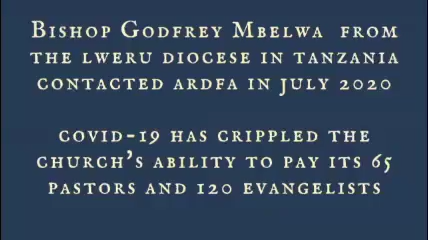 Bishop Godfrey Mbelwa from
the Lweru Diocese in Tanzania
contacted ARDFA in July 2020
COVID-19 has crippled the
church's ability to pay its 65
pastors and 120 evangelists